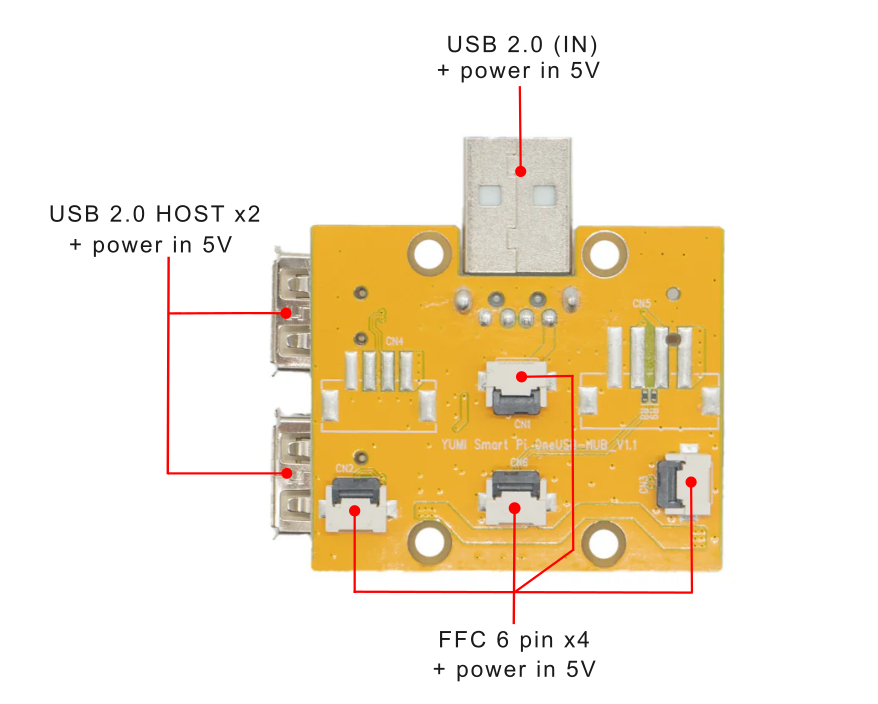 USB 2.0 (IN)
+ power in 5V
USB 2.0 HOST x2
+ power in 5V
CN5
CN4
CN1
YUMI Smart Pi OneUSB-HUB V1.1
CN2
CN6
CN3
FFC 6 pin x4
+ power in 5V